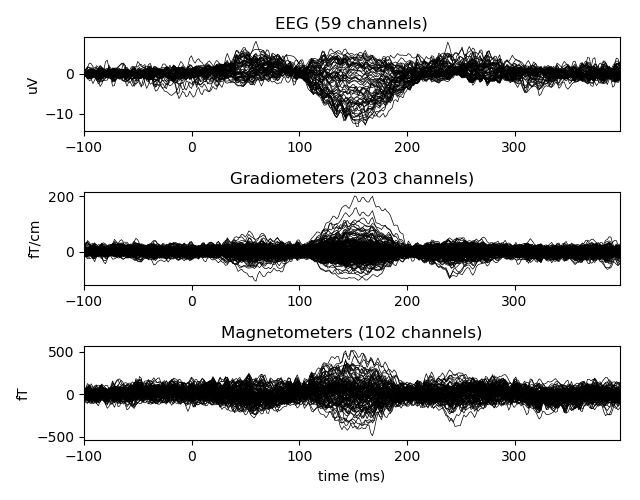 EEG (59 channels)
uV
0
−10
−100 0 100 200 300
Gradiometers (203 channels)
fT/cm
200
0
−100 0 100 200 300
Magnetometers (102 channels)
fT
500
0
−500
−100 0 100 200 300
time (ms)